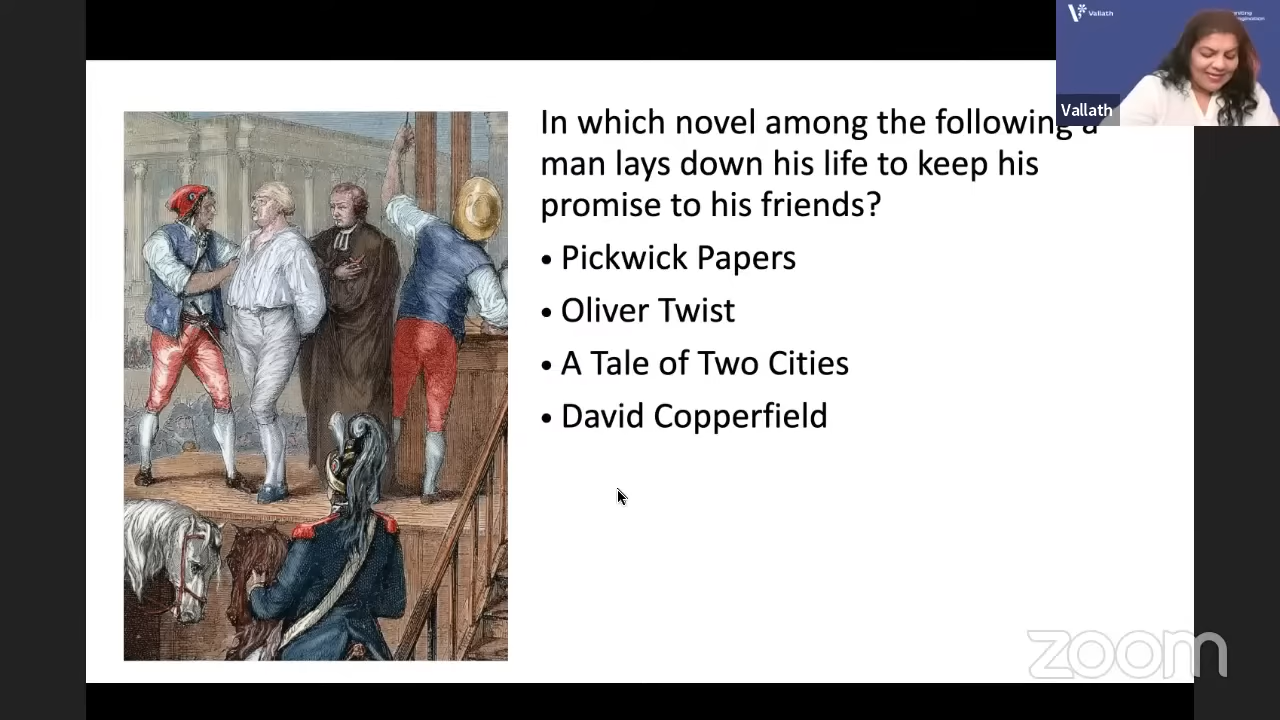 Vallath
Vallath
In which novel among the following a
man lays down his life to keep his
promise to his friends?
• Pickwick Papers
• Oliver Twist
• A Tale of Two Cities
• David Copperfield
zoom